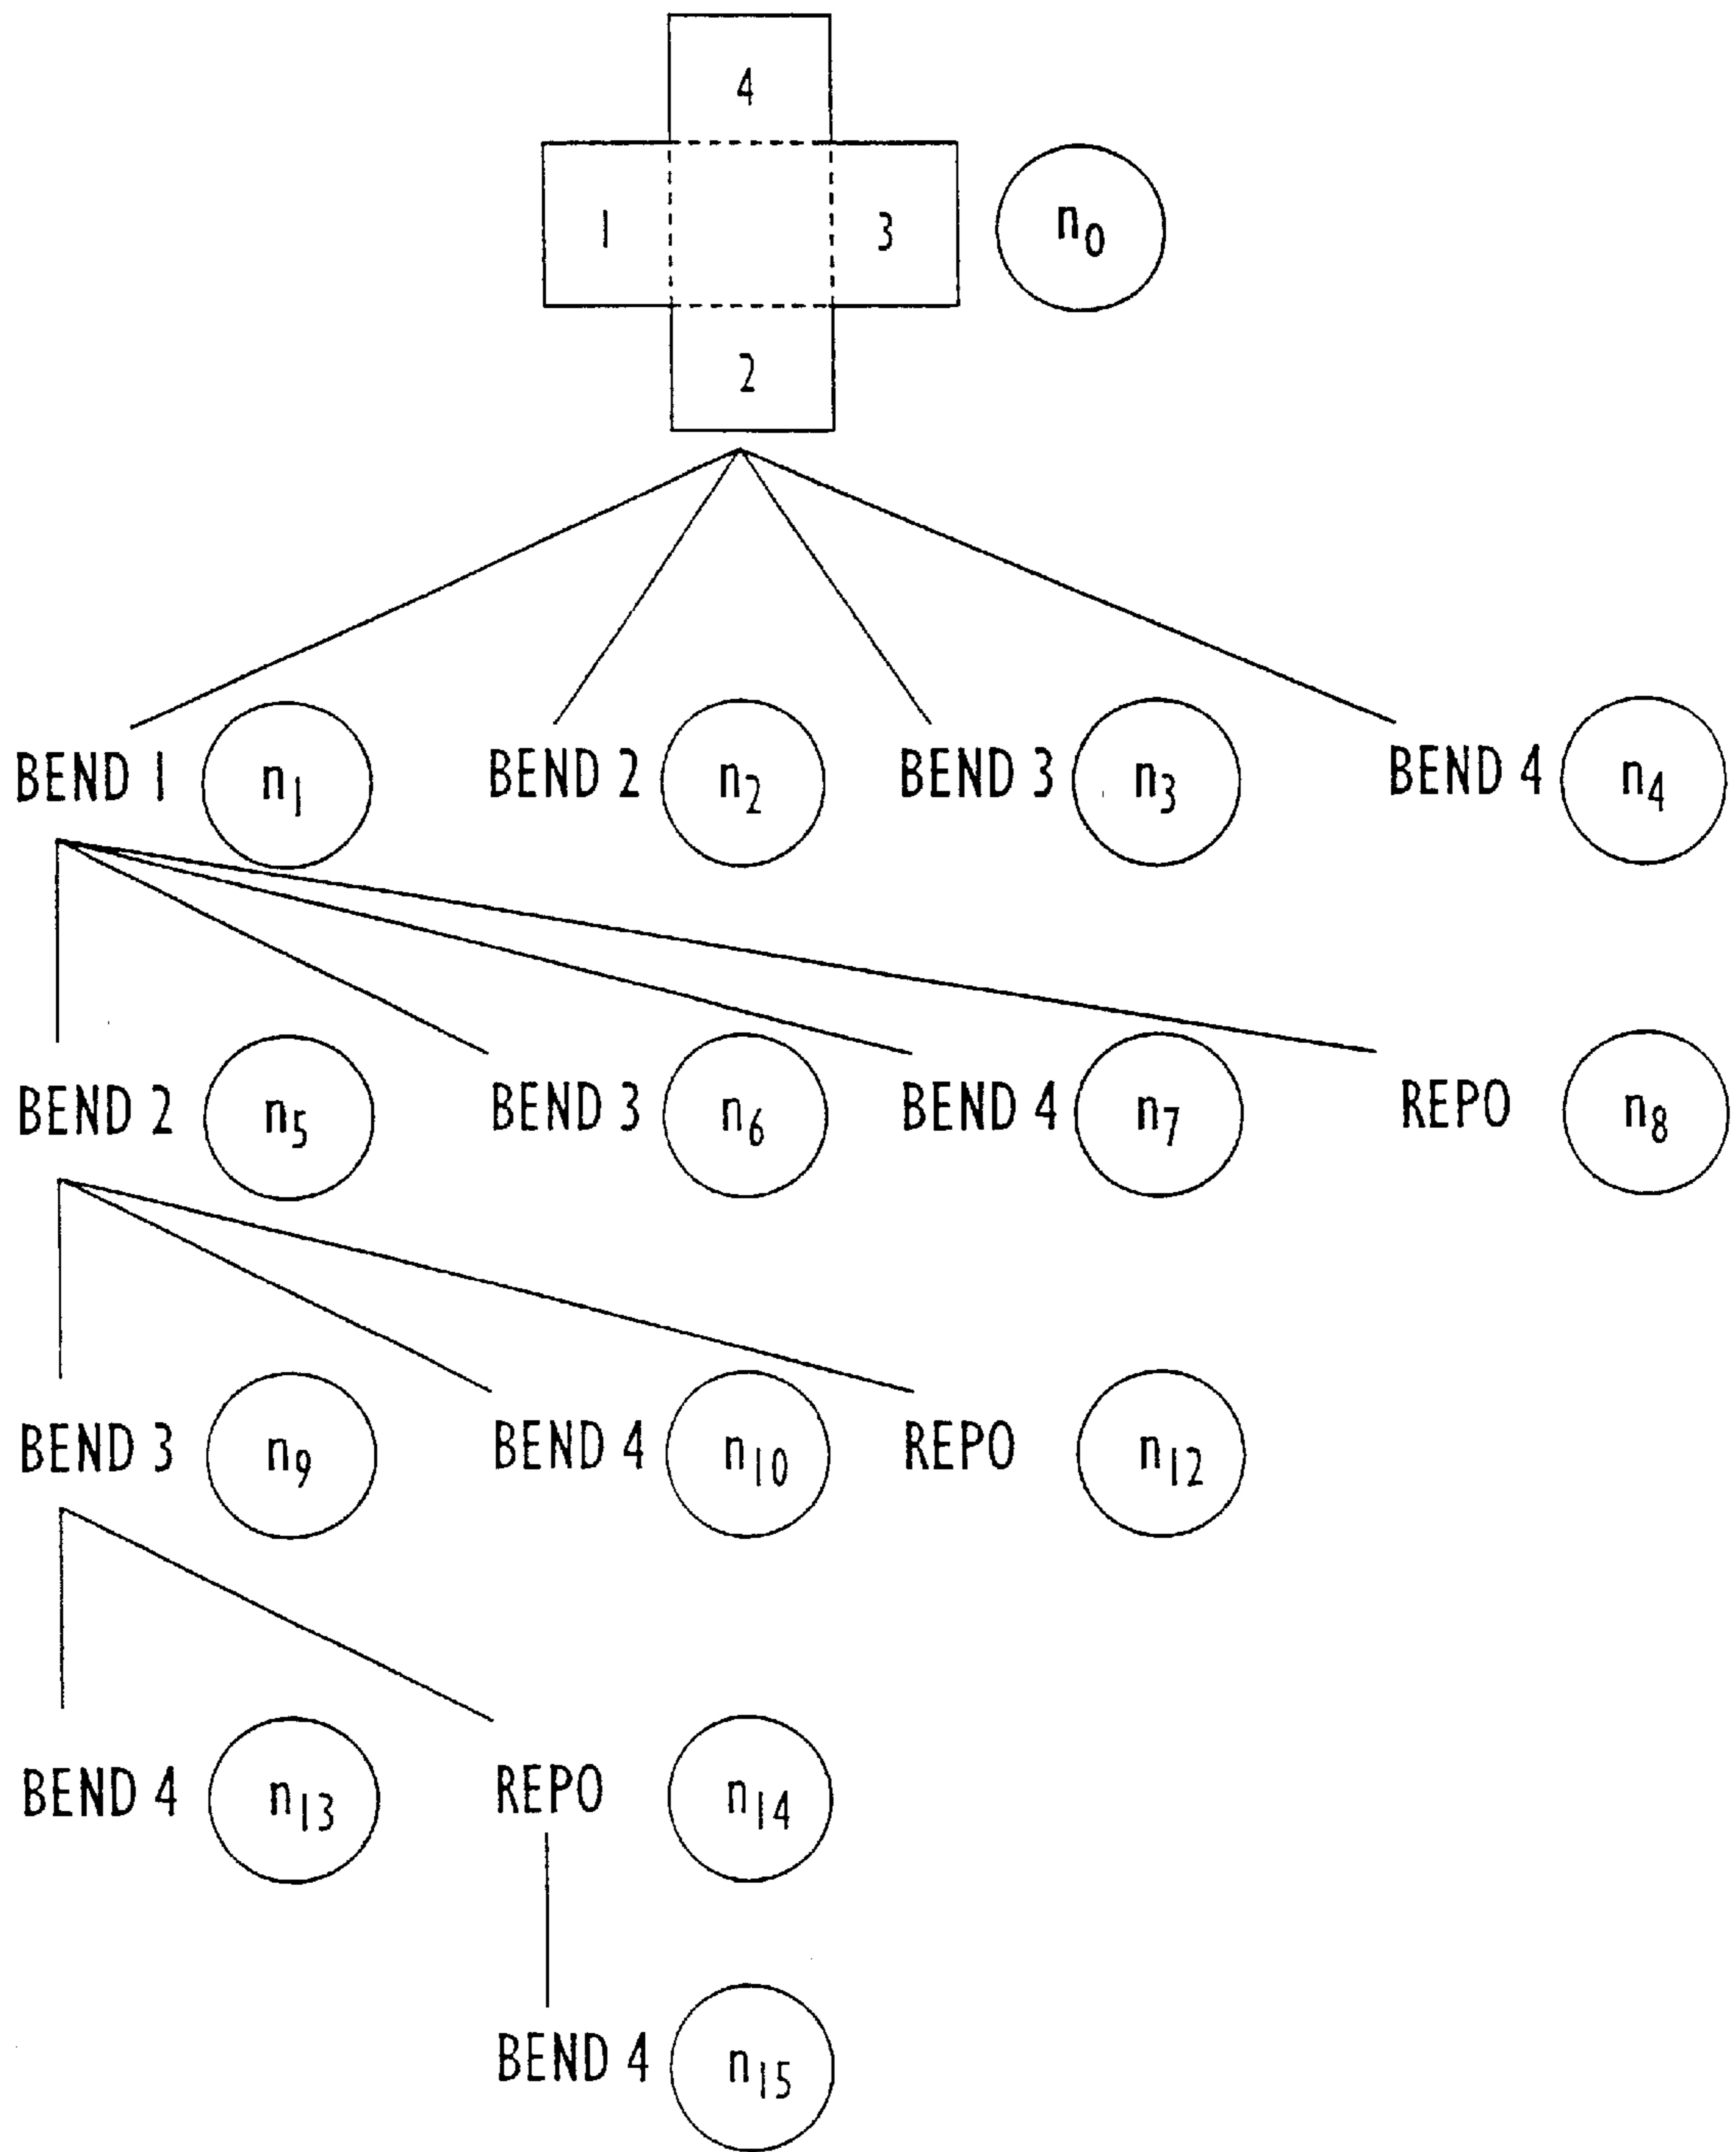 4
1 3 n0
2
BEND 1 n1 BEND 2 n2 BEND 3 n3 BEND 4 n4
BEND 2 n5 BEND 3 n6 BEND 4 n7 REPO n8
BEND 3 n9 BEND 4 n10 REPO n12
BEND 4 n13 REPO n14
BEND 4 n15